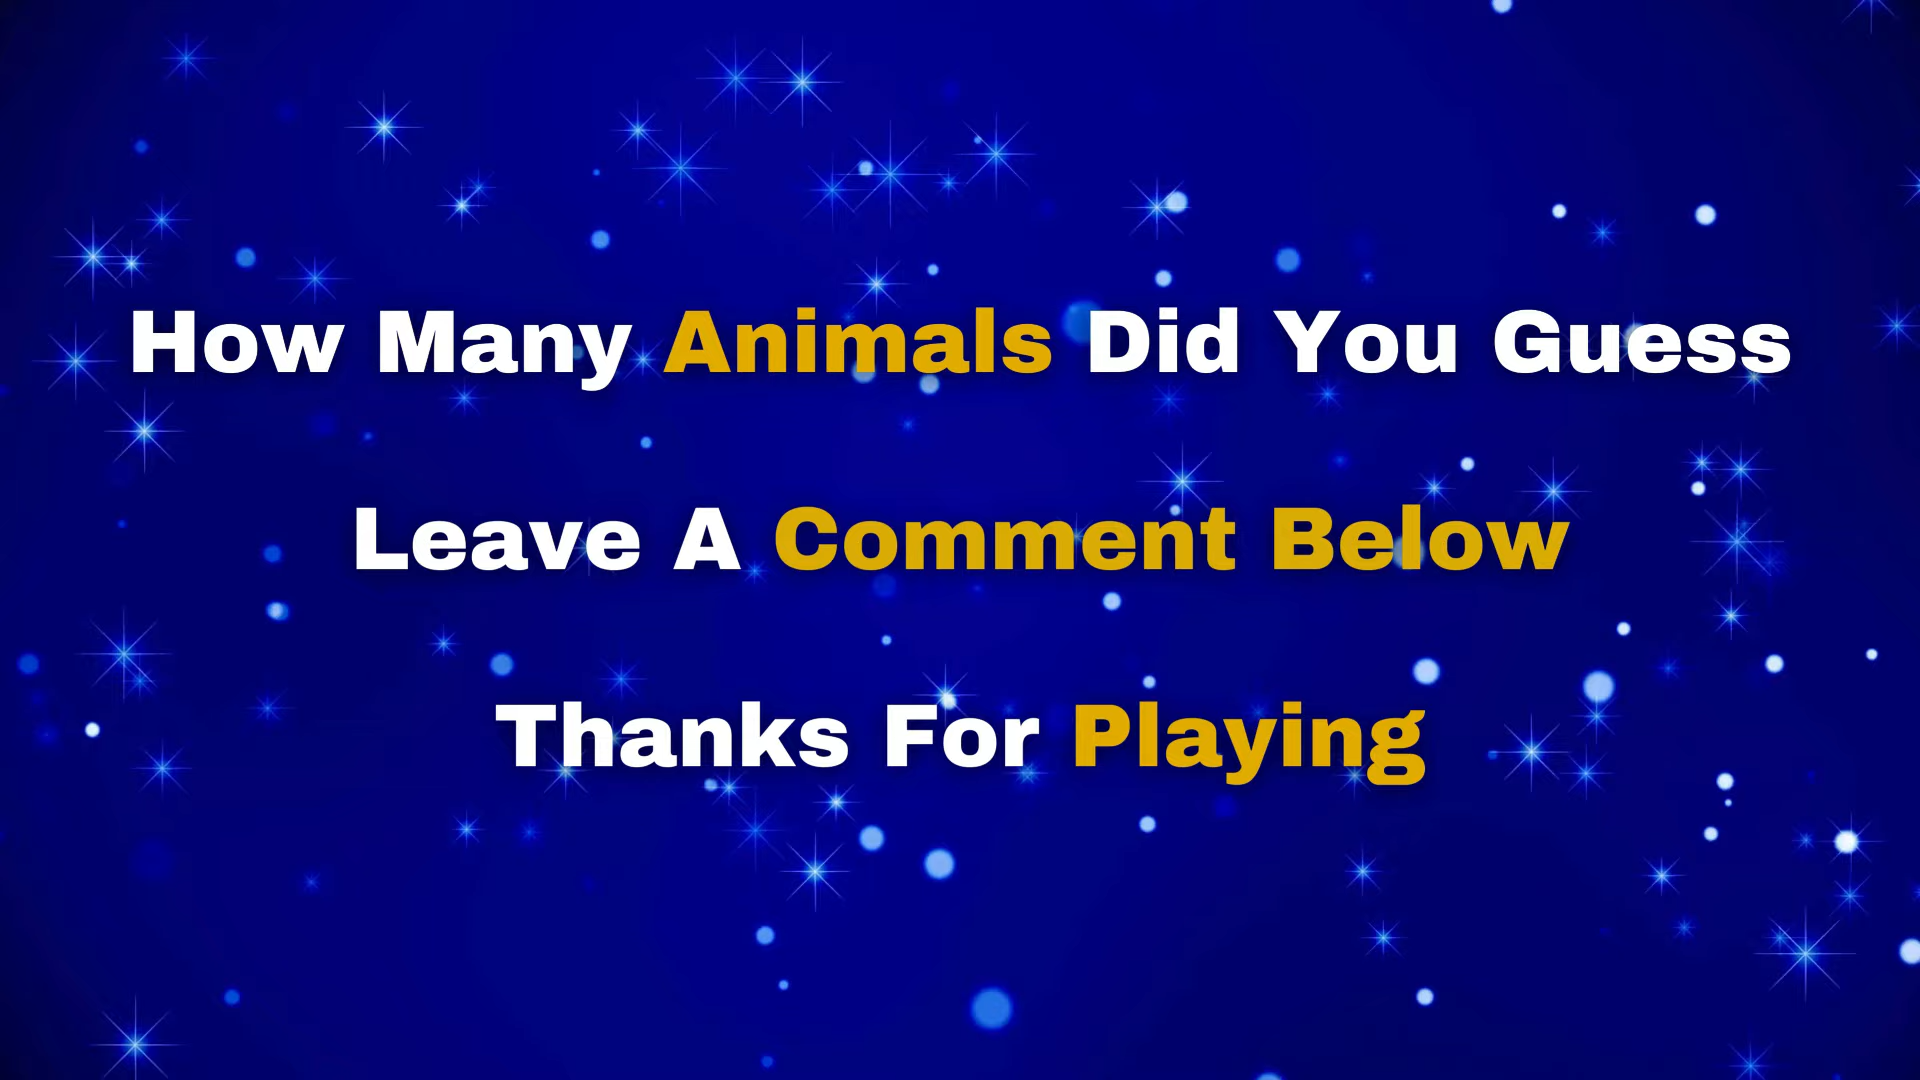 How Many Animals Did You Guess
Leave A Comment Below
Thanks For Playing